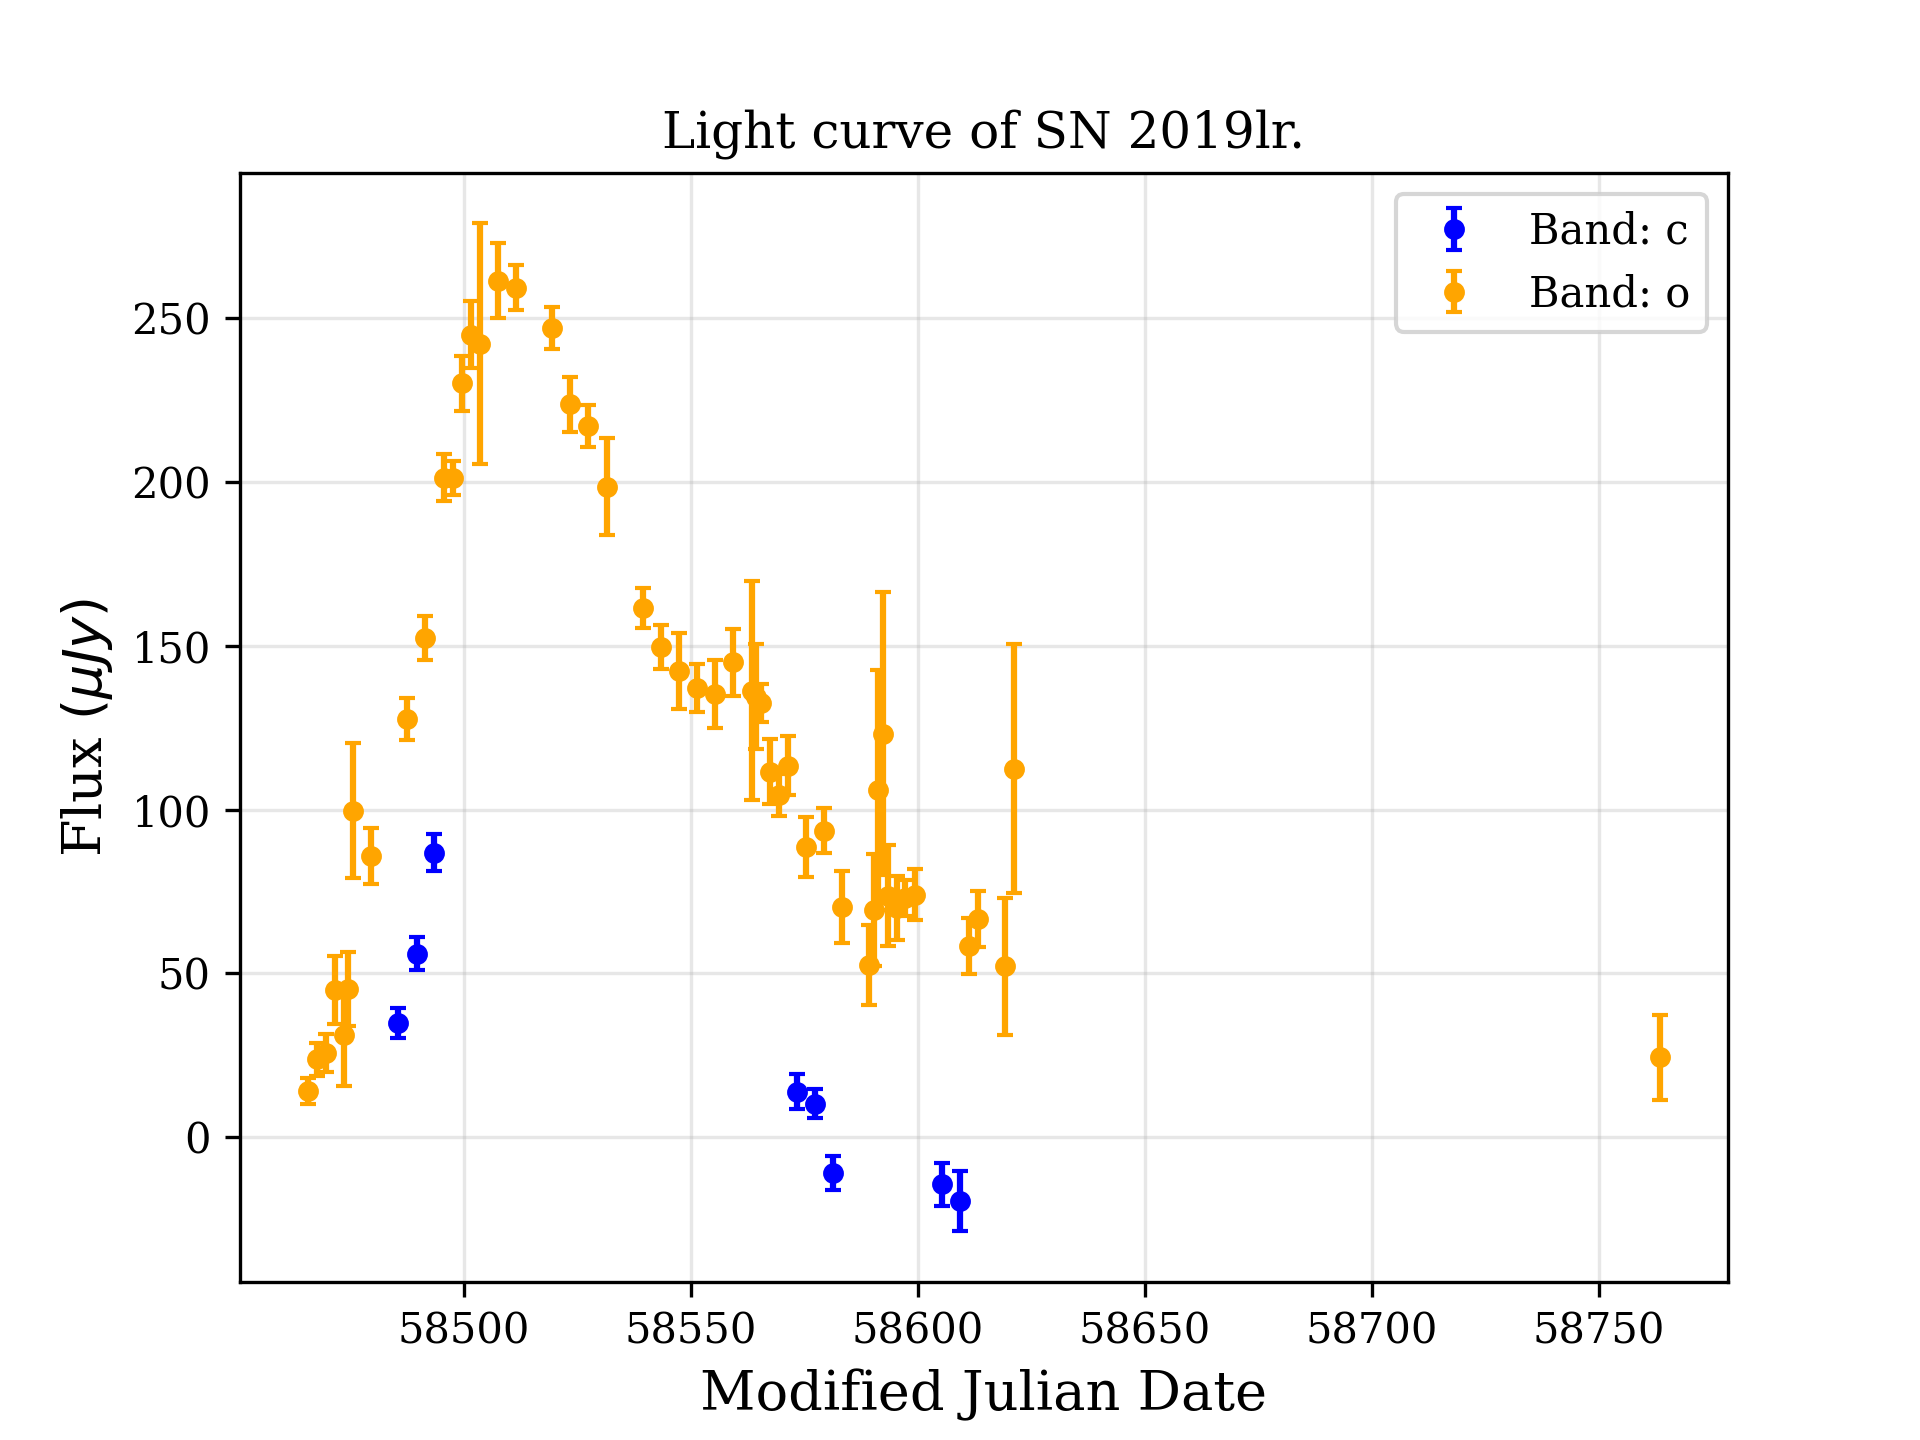 Light curve of SN 2019lr.
Band: c
Band: o
Flux (μJy)
250
200
150
100
50
0
58500 58550 58600 58650 58700 58750
Modified Julian Date